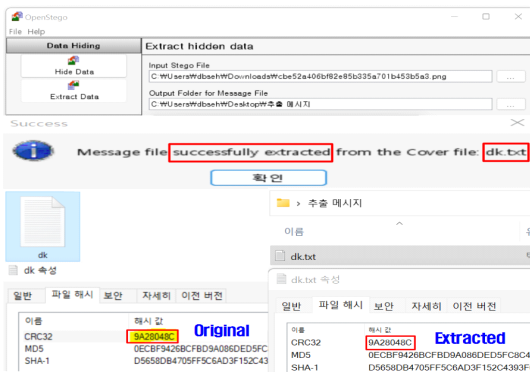 OpenStego
File Help
Data Hiding
Extract hidden data
Hide Data
Extract Data
Input Stego File
C:₩Users₩dbseh₩Downloads₩cbe52a406bf82e85b335a701b453b5a3.png
...
Output Folder for Message File
C:₩Users₩dbseh₩Desktop₩추출 메시지
...
Success
Message file successfully extracted from the Cover file: dk.txt
확인
dk
dk 속성
일반 파일 해시 보안 자세히 이전 버전
이름 해시 값
CRC32 9A28048C
MD5 0ECBF9426BCFBD9A086DED5FC
SHA-1 D5658DB4705FF5C6AD3F152C43
Original
> 추출 메시지
이름
dk.txt
dk.txt 속성
일반 파일 해시 보안 자세히 이전 버전
이름 해시 값
CRC32 9A28048C
MD5 0ECBF9426BCFBD9A086DED5FC8C4
SHA-1 D5658DB4705FF5C6AD3F152C4393F
Extracted